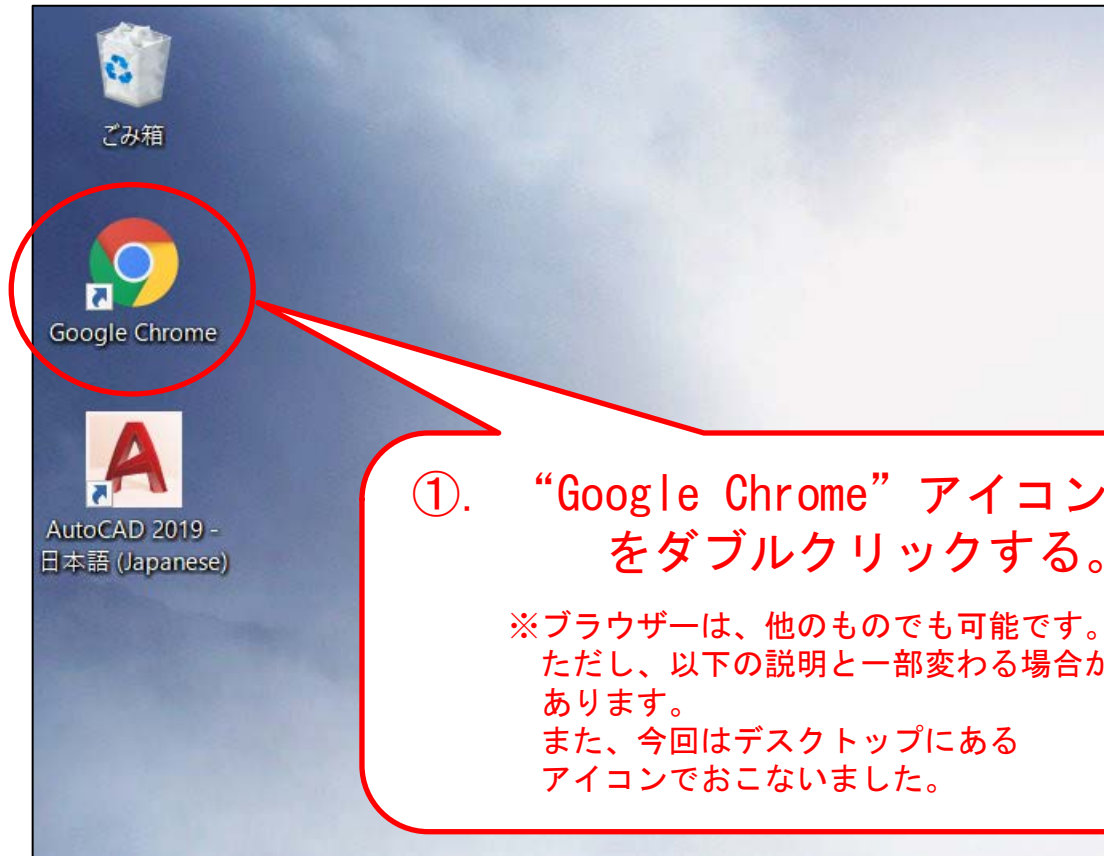 ごみ箱
Google Chrome
AutoCAD 2019 -
日本語 (Japanese)
①. “Google Chrome”アイコン
をダブルクリックする。
※ブラウザーは、他のものでも可能です。
ただし、以下の説明と一部変わる場合が
あります。
また、今回はデスクトップにある
アイコンでおこないました。